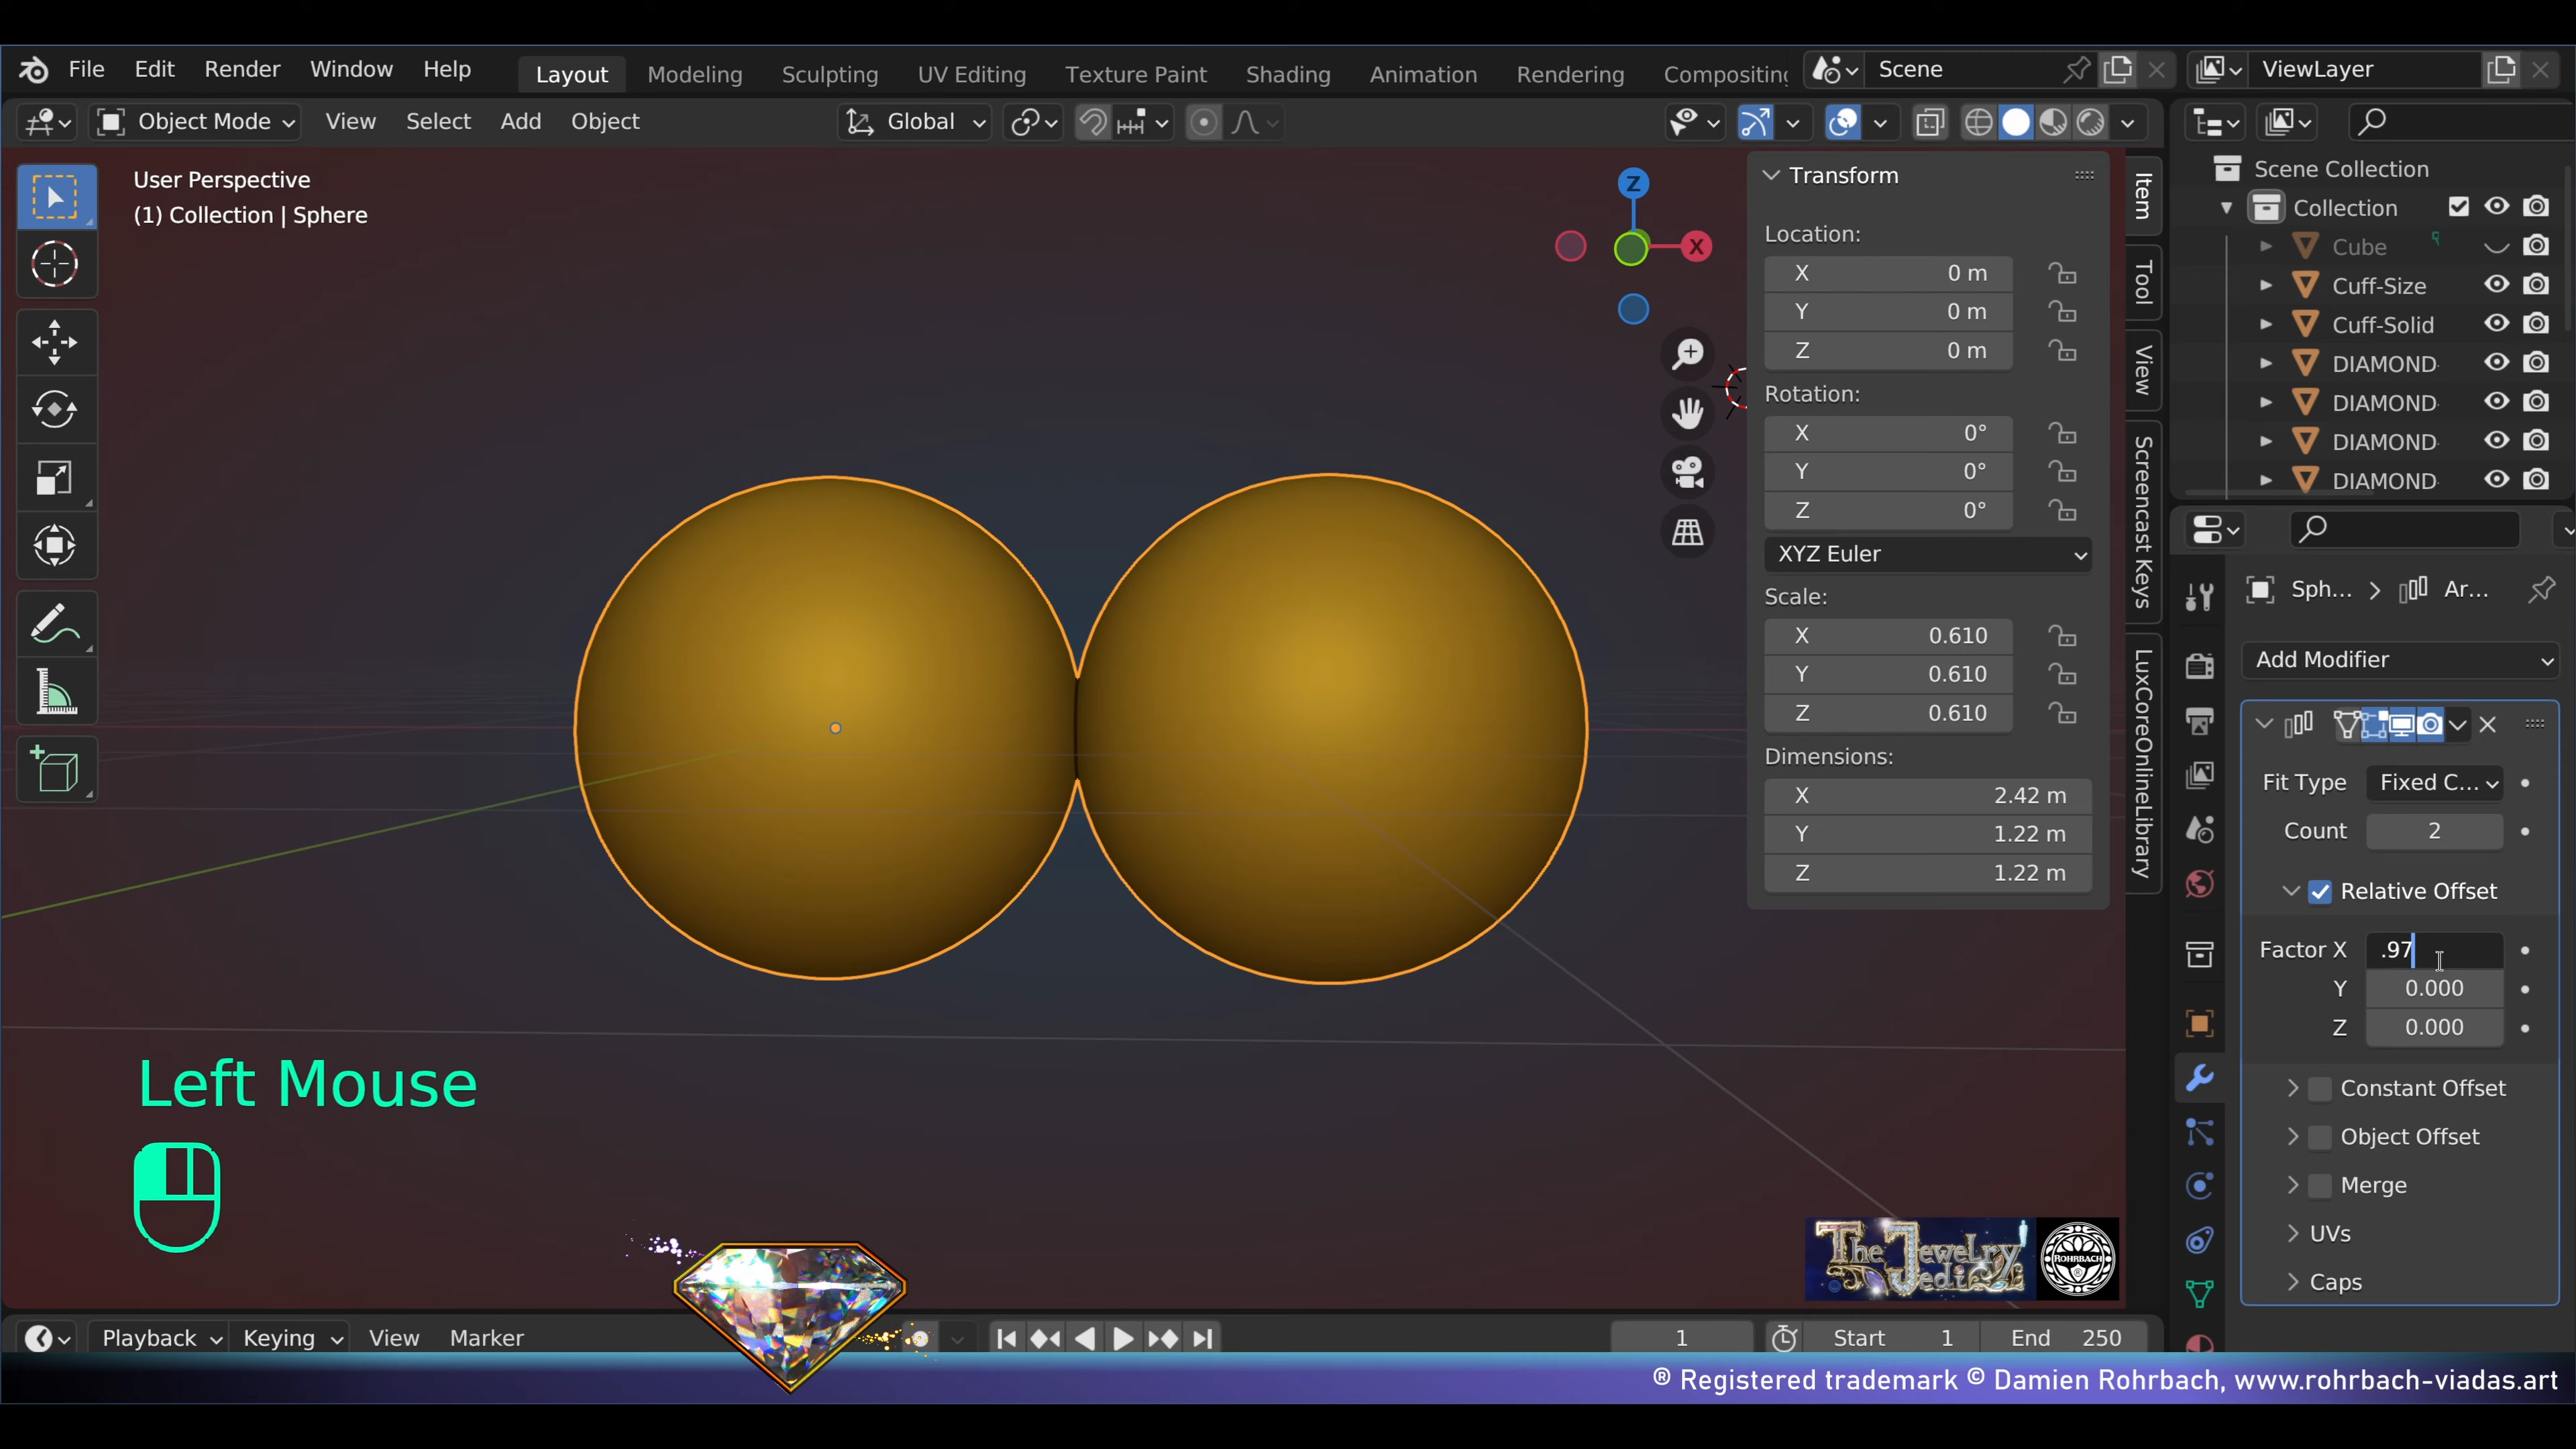 File Edit Render Window Help Layout Modeling Sculpting UV Editing Texture Paint Shading Animation Rendering Compositing Scene ViewLayer
Object Mode View Select Add Object Global
User Perspective
(1) Collection | Sphere
Z
X
Transform
Location:
X 0 m
Y 0 m
Z 0 m
Rotation:
X 0°
Y 0°
Z 0°
XYZ Euler
Scale:
X 0.610
Y 0.610
Z 0.610
Dimensions:
X 2.42 m
Y 1.22 m
Z 1.22 m
Item
Tool
View
Screencast Keys
LuxCoreOnlineLibrary
Scene Collection
Collection
Cube
Cuff-Size
Cuff-Solid
DIAMOND-
DIAMOND-
DIAMOND-
DIAMOND-
Sph... > Ar...
Add Modifier
Fit Type Fixed C...
Count 2
Relative Offset
Factor X .97
Y 0.000
Z 0.000
Constant Offset
Object Offset
Merge
UVs
Caps
Left Mouse
The Jewelry
Jedi
ROHRBACH
Playback Keying View Marker 1 Start 1 End 250
® Registered trademark © Damien Rohrbach, www.rohrbach-viadas.art